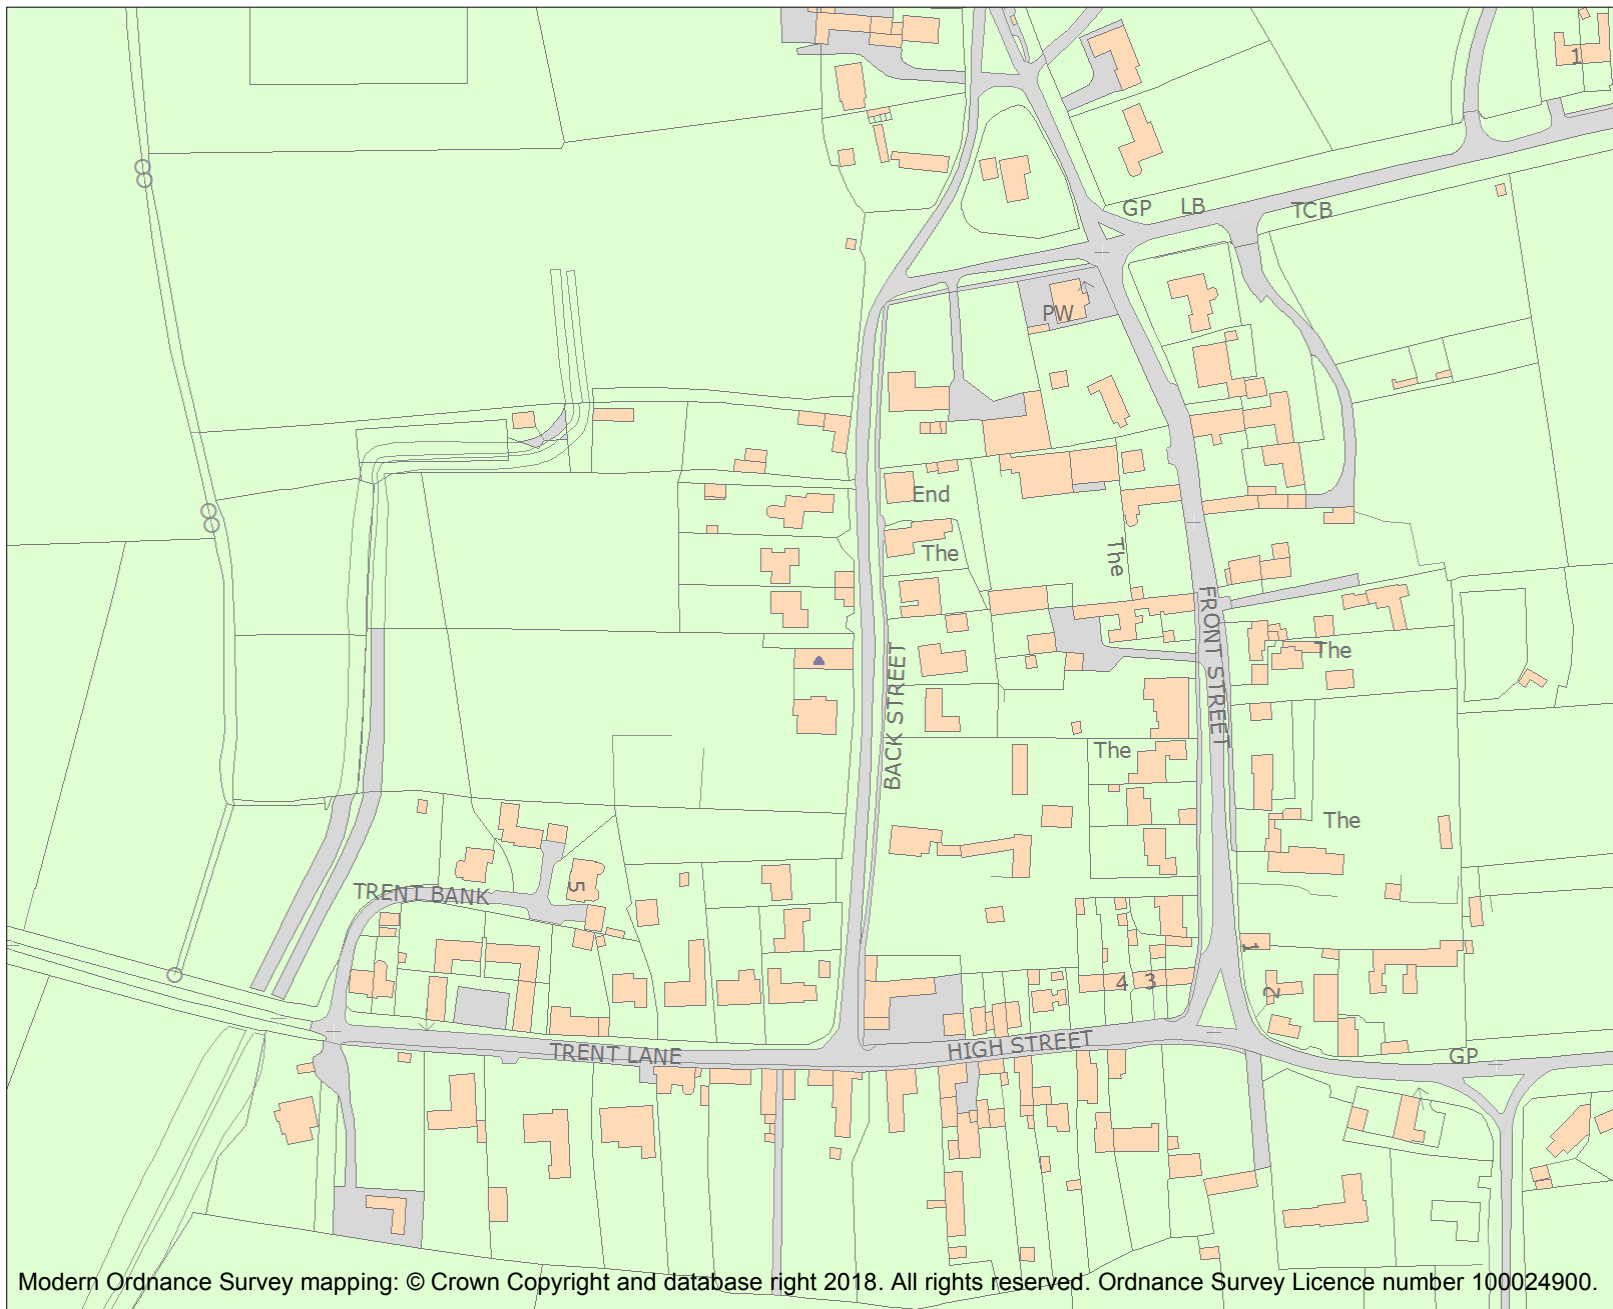 1
GP
LB
TCB
PW
End
The
The
FRONT STREET
The
BACK STREET
The
The
TRENT BANK
5
1
4
3
2
TRENT LANE
HIGH STREET
GP
Modern Ordnance Survey mapping: © Crown Copyright and database right 2018. All rights reserved. Ordnance Survey Licence number 100024900.